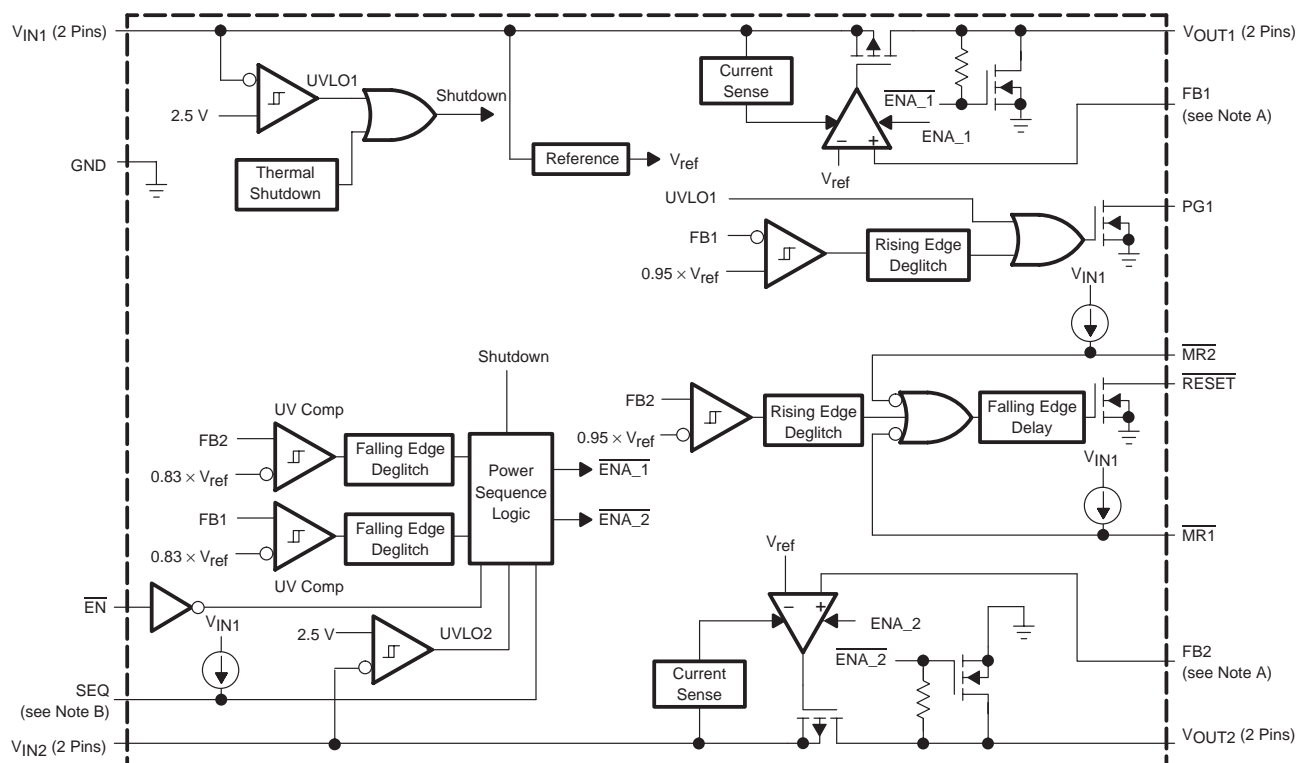 VIN1 (2 Pins)
VOUT1 (2 Pins)
UVLO1
2.5 V
Shutdown
Current
Sense
ENA_1
ENA_1
FB1
(see Note A)
GND
Thermal
Shutdown
Reference
Vref
− +
Vref
UVLO1
PG1
FB1
Rising Edge
Deglitch
0.95 × Vref
VIN1
MR2
Shutdown
RESET
FB2
Rising Edge
Deglitch
Falling Edge
Delay
0.95 × Vref
UV Comp
FB2
Falling Edge
Deglitch
0.83 × Vref
Power
Sequence
Logic
ENA_1
ENA_2
VIN1
FB1
Falling Edge
Deglitch
0.83 × Vref
UV Comp
MR1
Vref
EN
VIN1
2.5 V
UVLO2
− +
ENA_2
ENA_2
FB2
(see Note A)
Current
Sense
SEQ
(see Note B)
VIN2 (2 Pins)
VOUT2 (2 Pins)